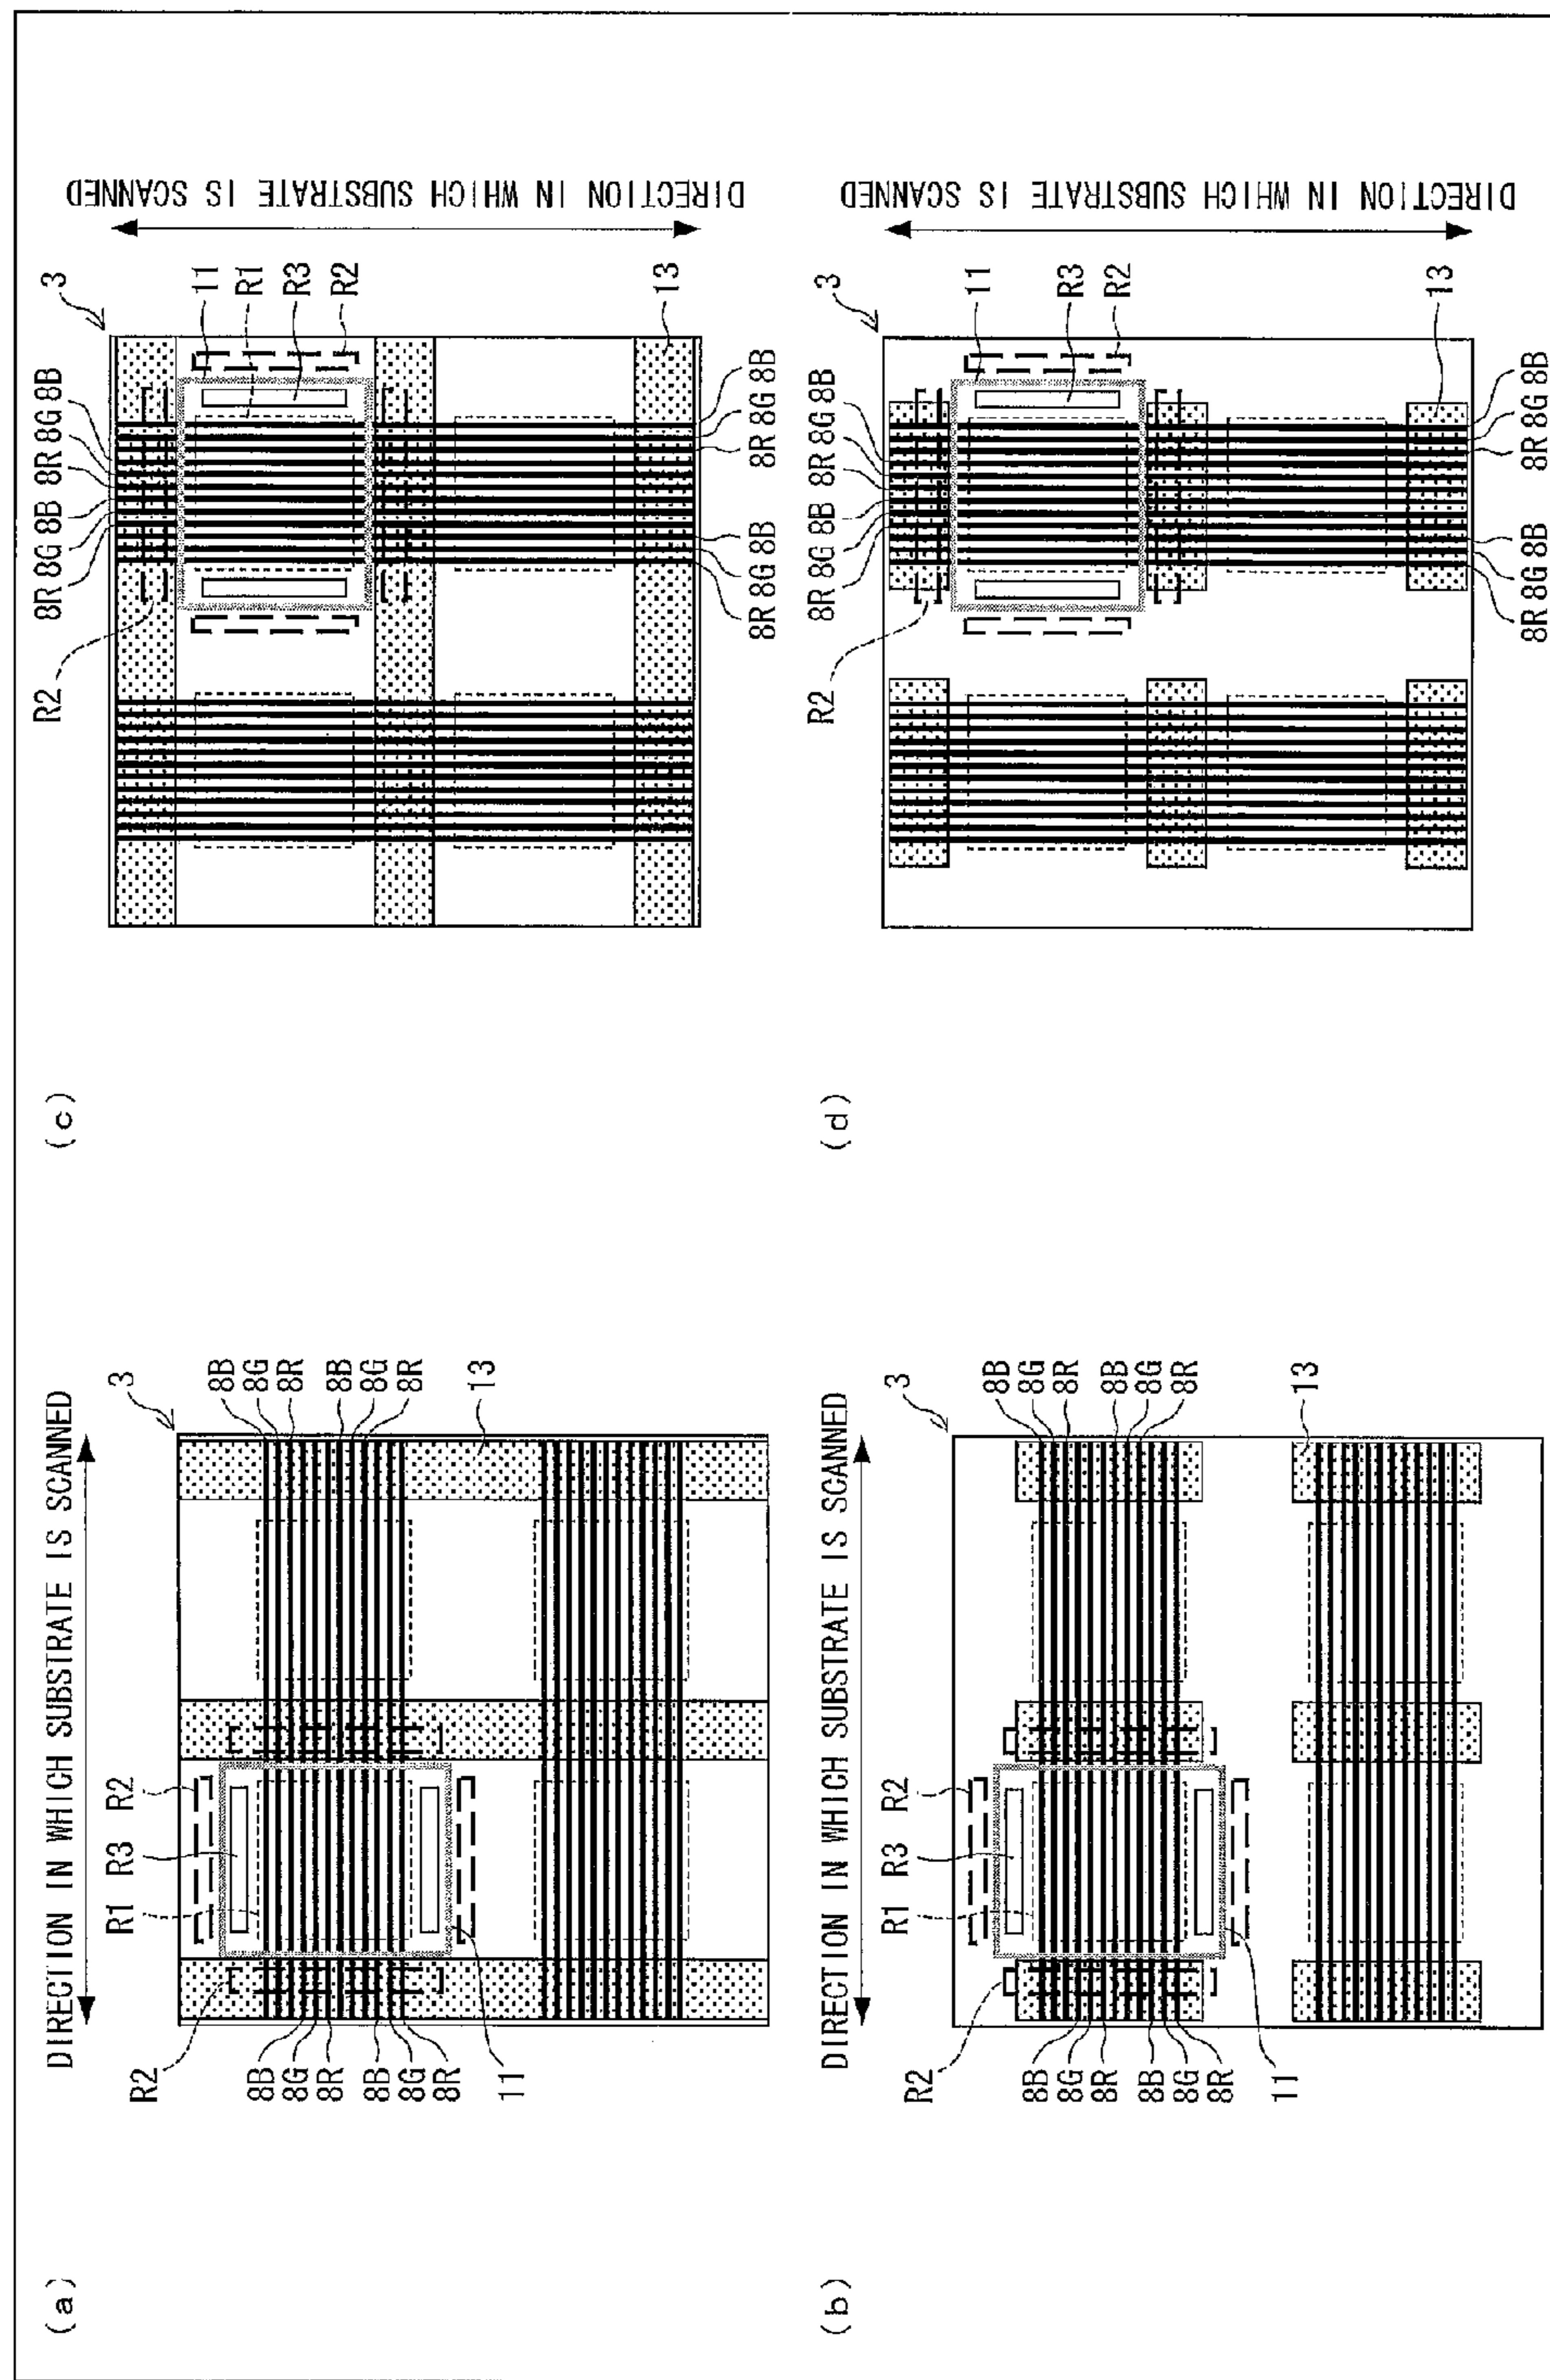 (a)
DIRECTION IN WHICH SUBSTRATE IS SCANNED
3
R1 R3 R2
R2
8B
8G
8R
8B
8G
8R
8B
8G
8R
8B
8G
8R
11
13
(b)
DIRECTION IN WHICH SUBSTRATE IS SCANNED
3
R1 R3 R2
R2
8B
8G
8R
8B
8G
8R
8B
8G
8R
8B
8G
8R
11
13
(c)
R2
8R 8G 8B 8R 8G 8B
3
11
R1
R3
R2
13
8R 8G 8B
8R 8G 8B
DIRECTION IN WHICH SUBSTRATE IS SCANNED
(d)
R2
8R 8G 8B 8R 8G 8B
3
11
R3
R2
13
8R 8G 8B
8R 8G 8B
DIRECTION IN WHICH SUBSTRATE IS SCANNED